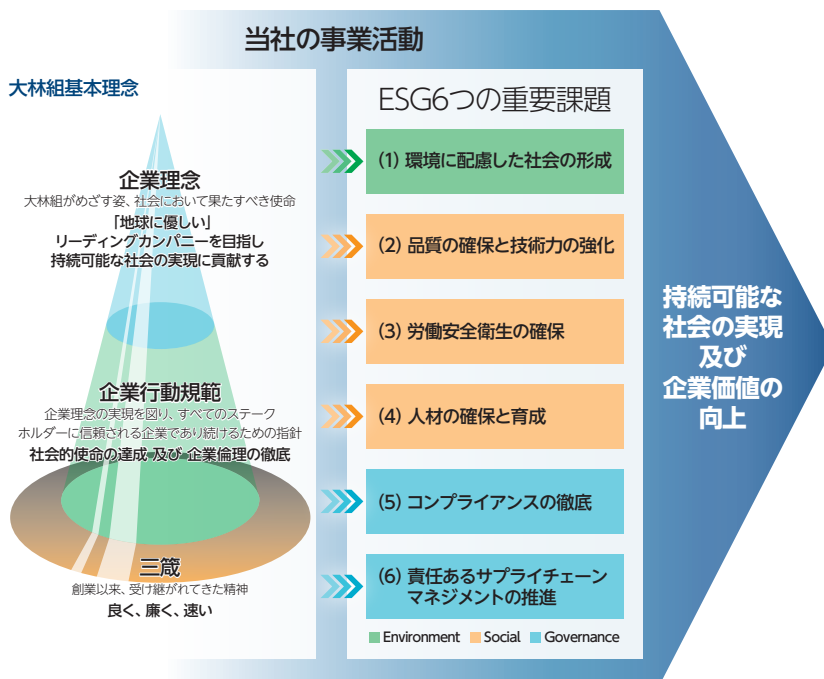 当社の事業活動
大林組基本理念
企業理念
大林組がめざす姿、社会において果たすべき使命
「地球に優しい」
リーディングカンパニーを目指し
持続可能な社会の実現に貢献する
企業行動規範
企業理念の実現を図り、すべてのステーク
ホルダーに信頼される企業であり続けるための指針
社会的使命の達成 及び 企業倫理の徹底
三箴
創業以来、受け継がれてきた精神
良く、廉く、速い
ESG6つの重要課題
(1) 環境に配慮した社会の形成
(2) 品質の確保と技術力の強化
(3) 労働安全衛生の確保
(4) 人材の確保と育成
(5) コンプライアンスの徹底
(6) 責任あるサプライチェーン
マネジメントの推進
Environment Social Governance
持続可能な
社会の実現
及び
企業価値の
向上